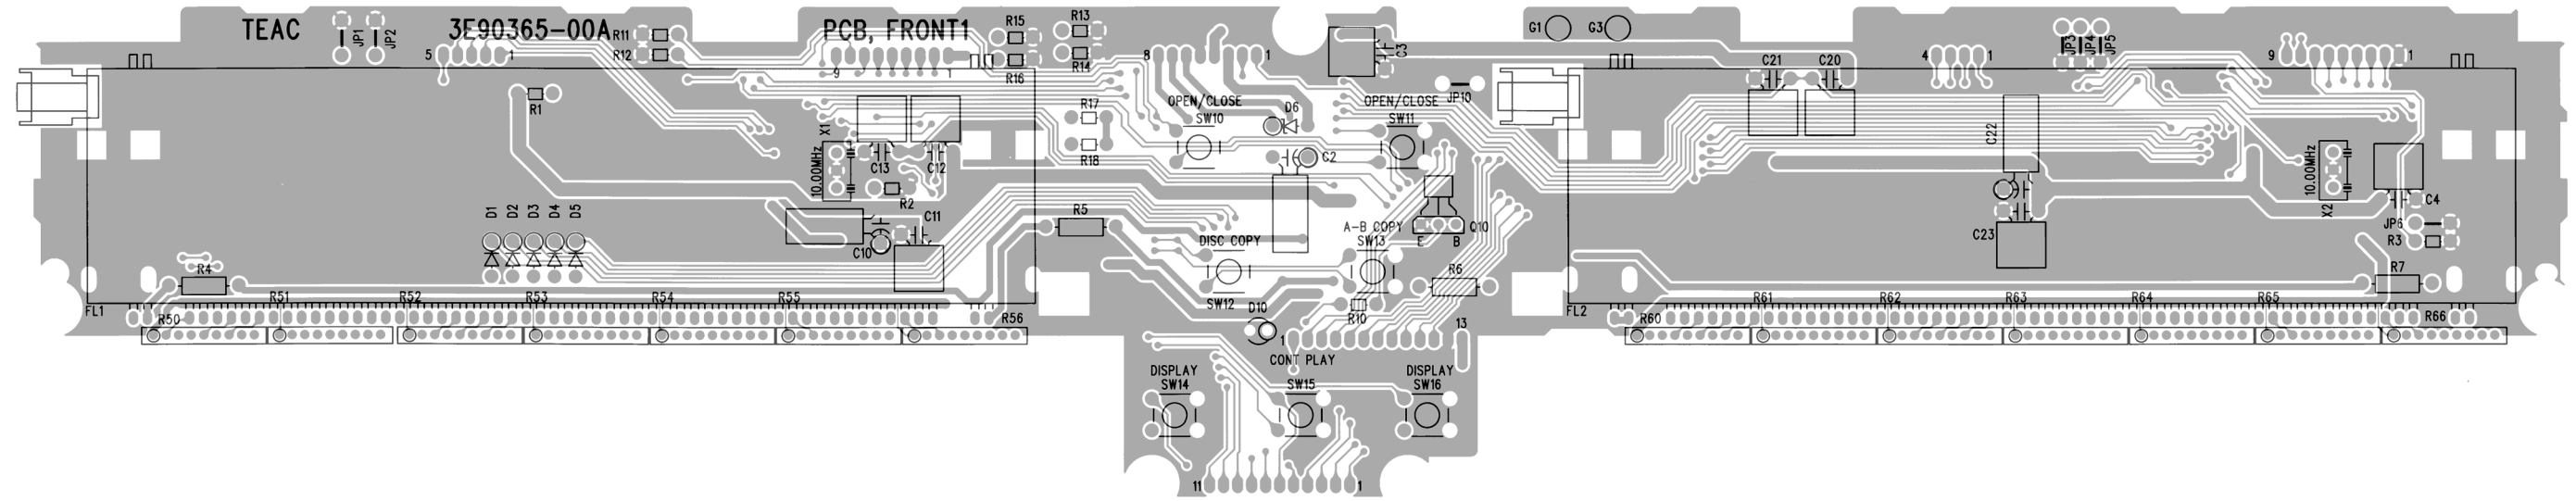 TEAC 3E90365-00A PCB, FRONT1
JP1 JP2 R11 R15 R13 G1 G3
5 1 R12 9 1 R16 R14 8 1 C3 4 1 JP3 JP4 JP5 9 1
C21 C20
R1 JP10
R17 OPEN/CLOSE D6 OPEN/CLOSE
X1 SW10 SW11 C22
10.00MHz C13 C12 R18 C2 10.00MHz
R2 X2 C4
D1 D2 D3 D4 D5 C11 R5 JP6
A-B COPY E B Q10
C10 DISC COPY SW13 C23 R3
R4 R6 R7
R51 R52 R53 R54 R55 SW12 D10 R10 R61 R62 R63 R64 R65
FL1 R50 R56 FL2 R60 R66
1 13
CONT PLAY
DISPLAY DISPLAY
SW14 SW15 SW16
11 1